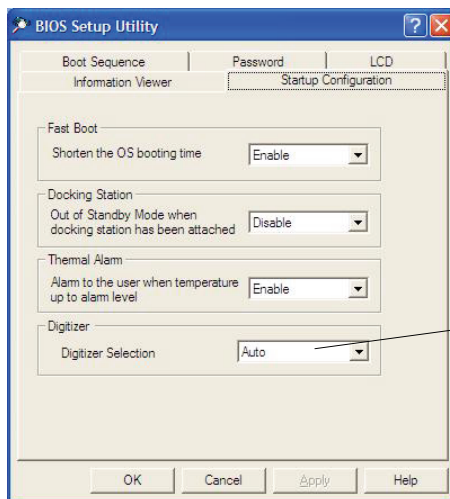 BIOS Setup Utility
Boot Sequence
Password
LCD
Information Viewer
Startup Configuration
Fast Boot
Shorten the OS booting time
Enable
Docking Station
Out of Standby Mode when
docking station has been attached
Disable
Thermal Alarm
Alarm to the user when temperature
up to alarm level
Enable
Digitizer
Digitizer Selection
Auto
OK
Cancel
Apply
Help